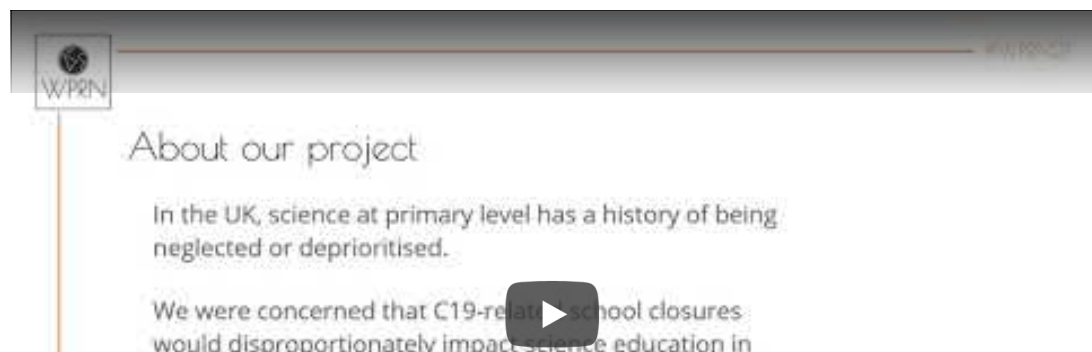 WPRN
About our project
In the UK, science at primary level has a history of being
neglected or deprioritised.
We were concerned that C19-related school closures
would disproportionately impact science education in